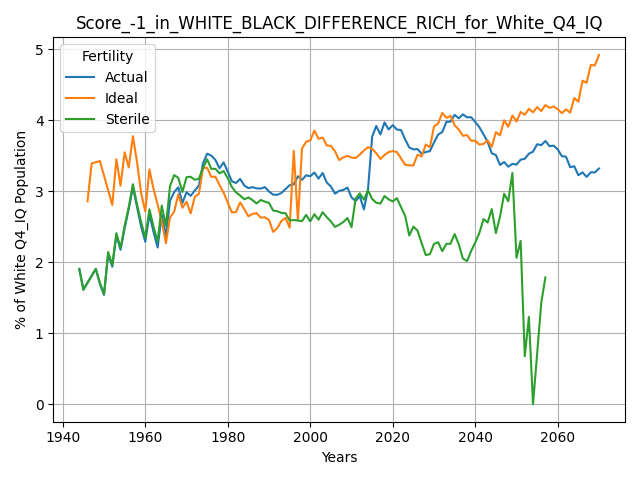 Score_-1_in_WHITE_BLACK_DIFFERENCE_RICH_for_White_Q4_IQ
Fertility
Actual
Ideal
Sterile
% of White Q4_IQ Population
5
4
3
2
1
0
1940
1960
1980
2000
2020
2040
2060
Years